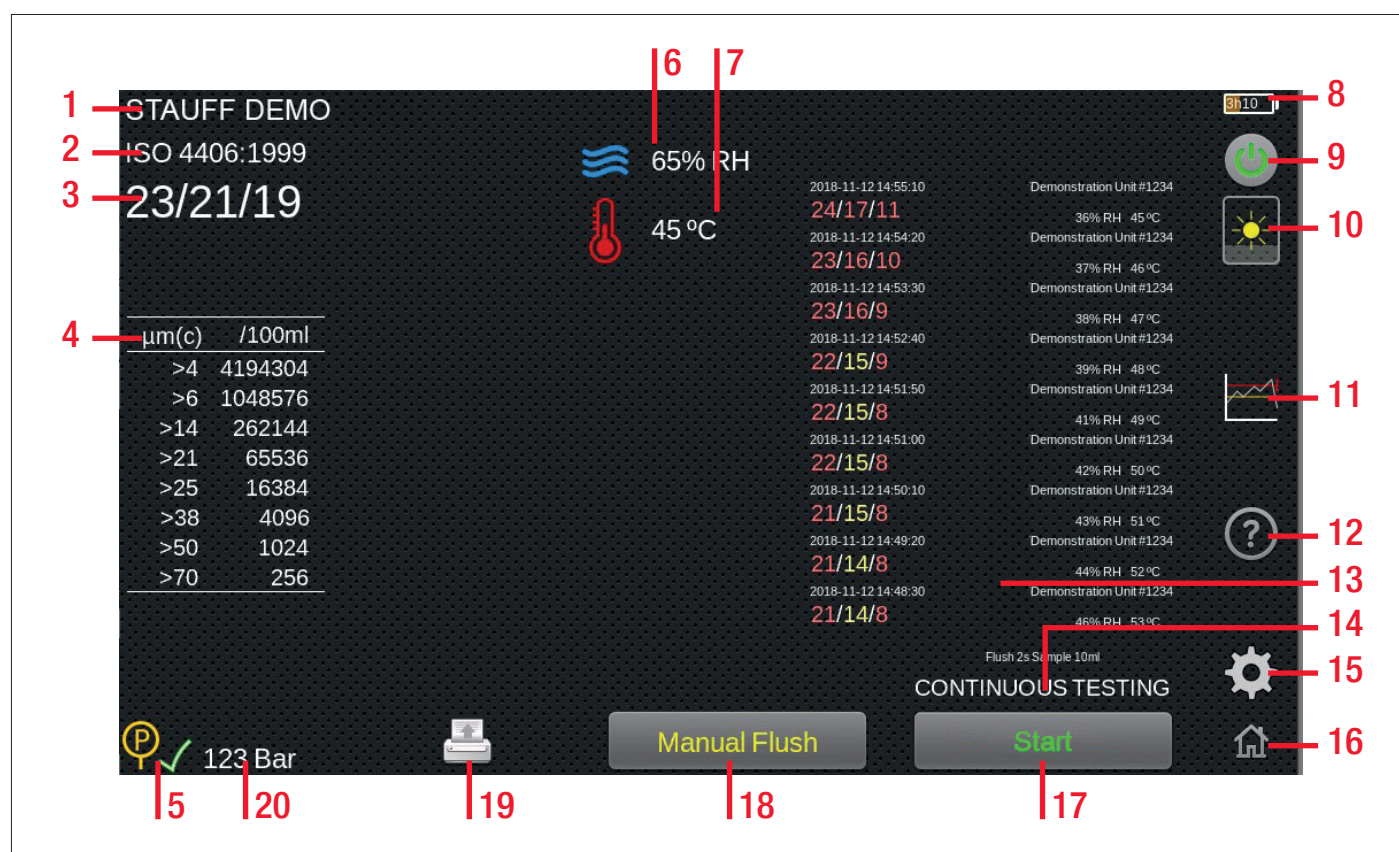 6 7
1 STAUFF DEMO
2 ISO 4406:1999
3 23/21/19
65% RH
45 ºC
4 µm(c) /100ml
>4 4194304
>6 1048576
>14 262144
>21 65536
>25 16384
>38 4096
>50 1024
>70 256
2018-11-12 14:55:10 Demonstration Unit #1234
24/17/11 36% RH 45 ºC
2018-11-12 14:54:20 Demonstration Unit #1234
23/16/10 37% RH 46 ºC
2018-11-12 14:53:30 Demonstration Unit #1234
23/16/9 38% RH 47 ºC
2018-11-12 14:52:40 Demonstration Unit #1234
22/15/9 39% RH 48 ºC
2018-11-12 14:51:50 Demonstration Unit #1234
22/15/8 41% RH 49 ºC
2018-11-12 14:51:00 Demonstration Unit #1234
22/15/8 42% RH 50 ºC
2018-11-12 14:50:10 Demonstration Unit #1234
21/15/8 43% RH 51 ºC
2018-11-12 14:49:20 Demonstration Unit #1234
21/14/8 44% RH 52 ºC
2018-11-12 14:48:30 Demonstration Unit #1234
21/14/8 46% RH 53 ºC
Flush 2s Sample 10ml
CONTINUOUS TESTING
3h10 8
9
10
11
? 12
13
14
15
16
P 123 Bar
Manual Flush
Start
5 20 19 18 17